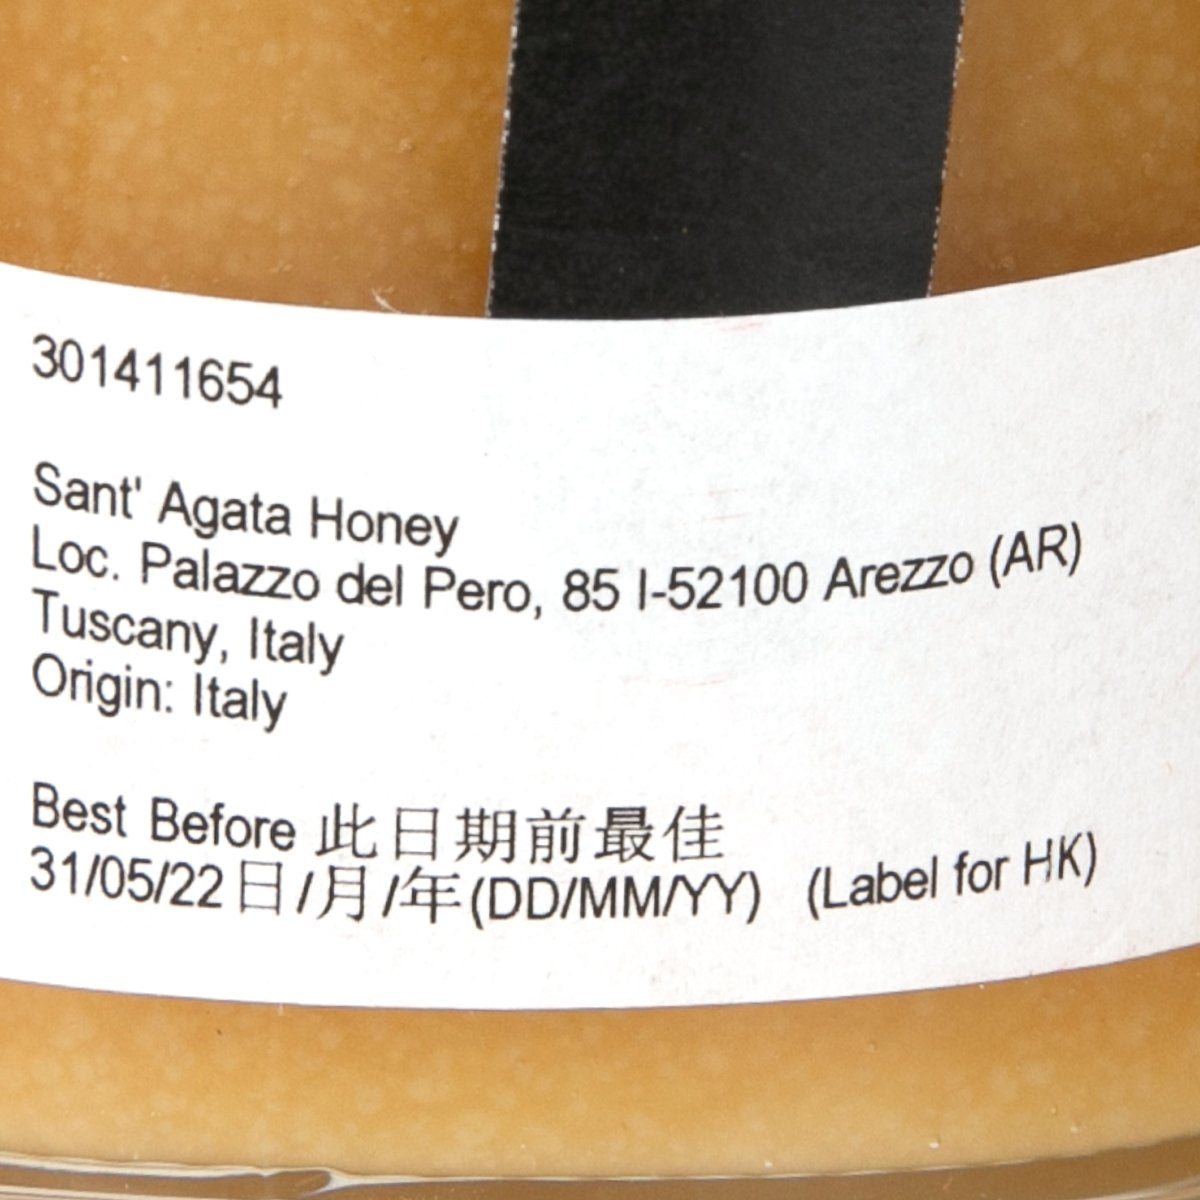 301411654
Sant' Agata Honey
Loc. Palazzo del Pero, 85 I-52100 Arezzo (AR)
Tuscany, Italy
Origin: Italy
Best Before 此日期前最佳
31/05/22日/月/年(DD/MM/YY) (Label for HK)